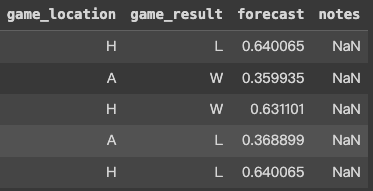 game_location game_result forecast notes
H L 0.640065 NaN
A W 0.359935 NaN
H W 0.631101 NaN
A L 0.368899 NaN
H L 0.640065 NaN